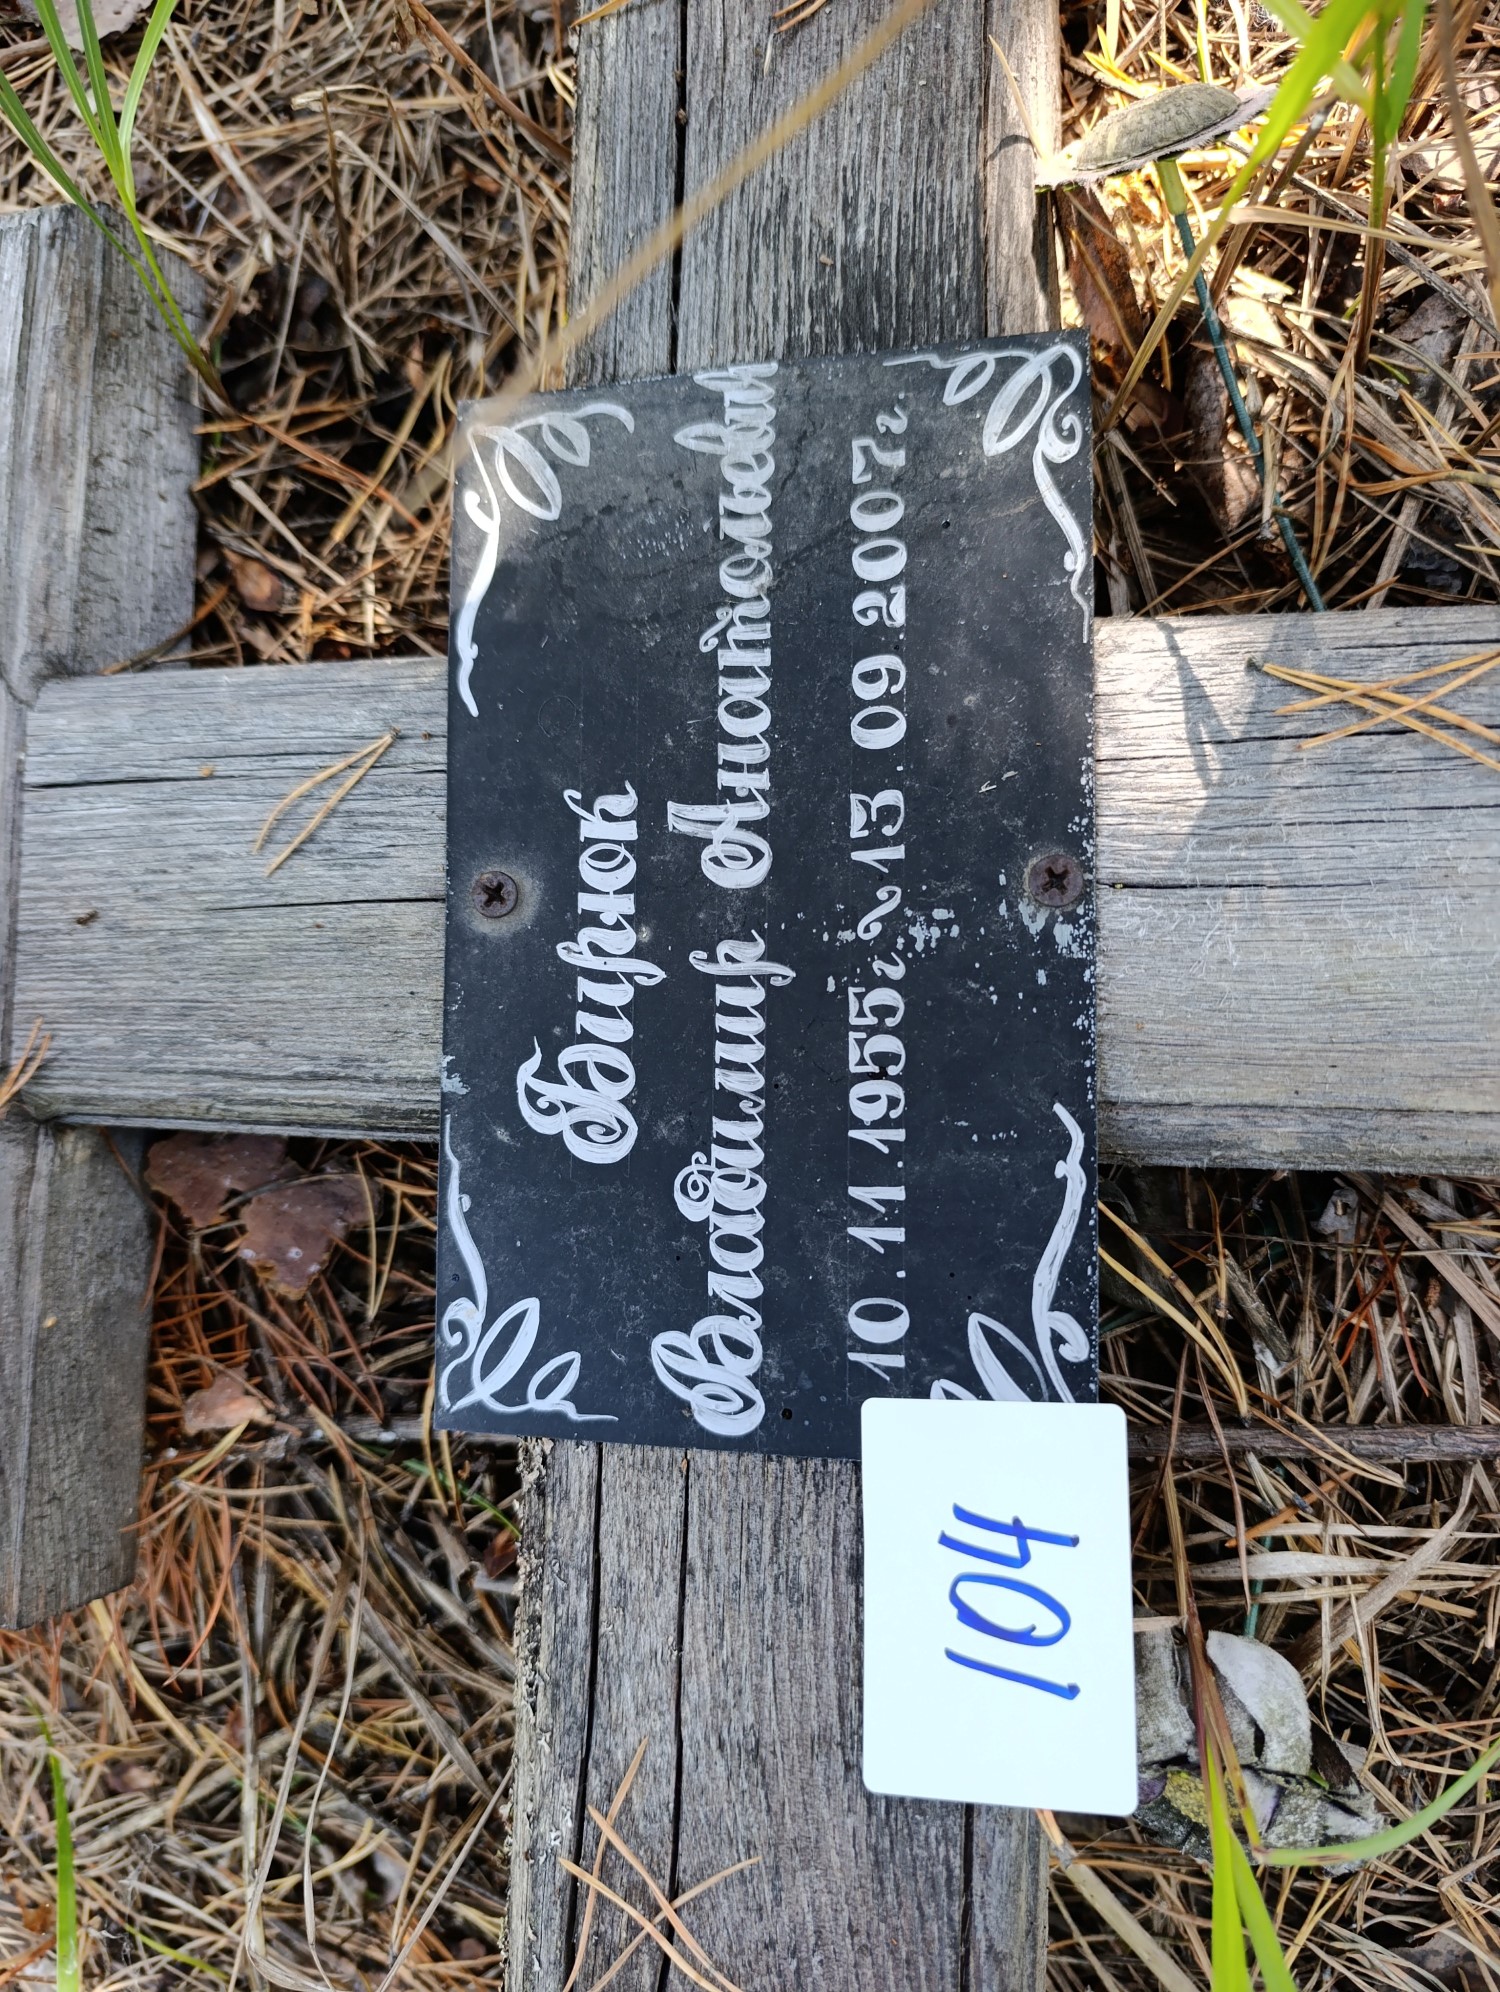 Бирюк
Владимир Анатольевич
10.11.1955г.~13.09.2007г.
104